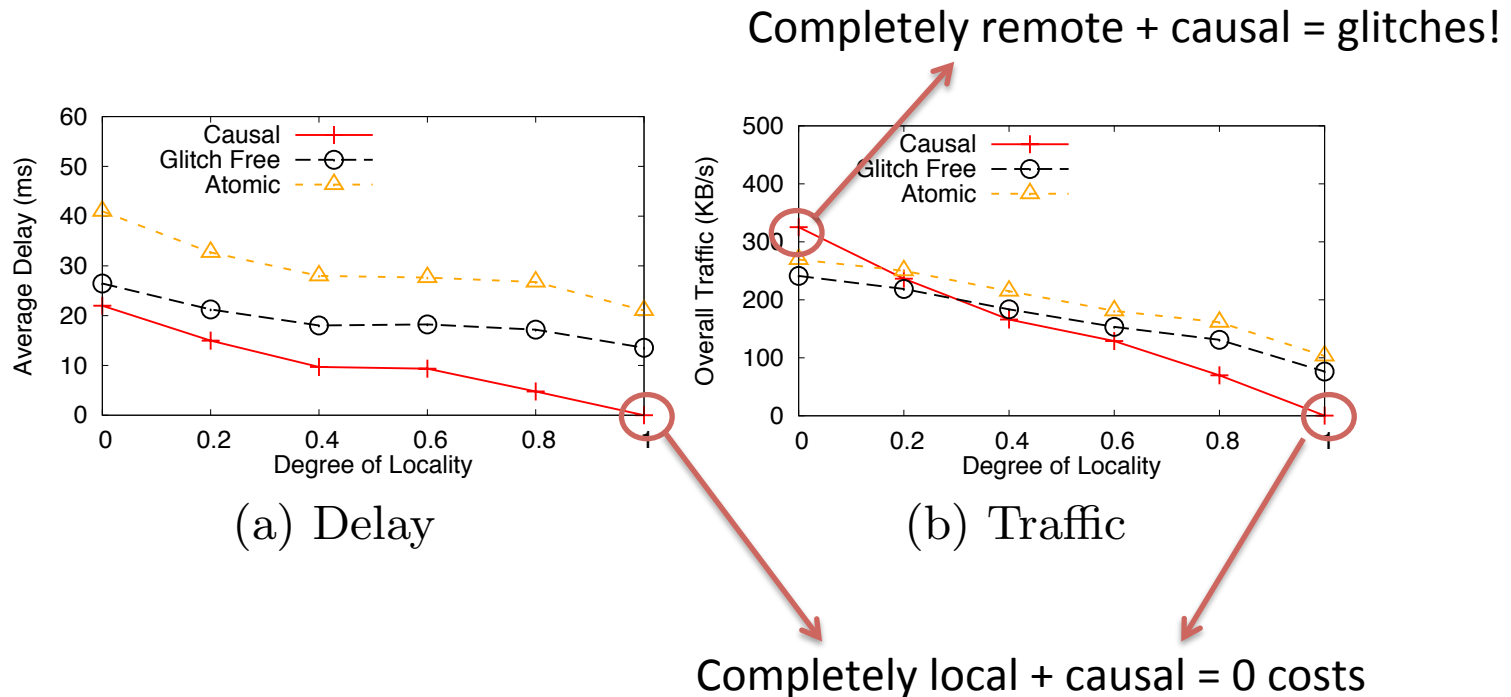 Completely remote + causal = glitches!
60
50
40
30
20
10
0
Average Delay (ms)
Causal
Glitch Free
Atomic
0 0.2 0.4 0.6 0.8 1
Degree of Locality
(a) Delay
500
400
300
200
100
0
Overall Traffic (KB/s)
Causal
Glitch Free
Atomic
0 0.2 0.4 0.6 0.8 1
Degree of Locality
(b) Traffic
Completely local + causal = 0 costs